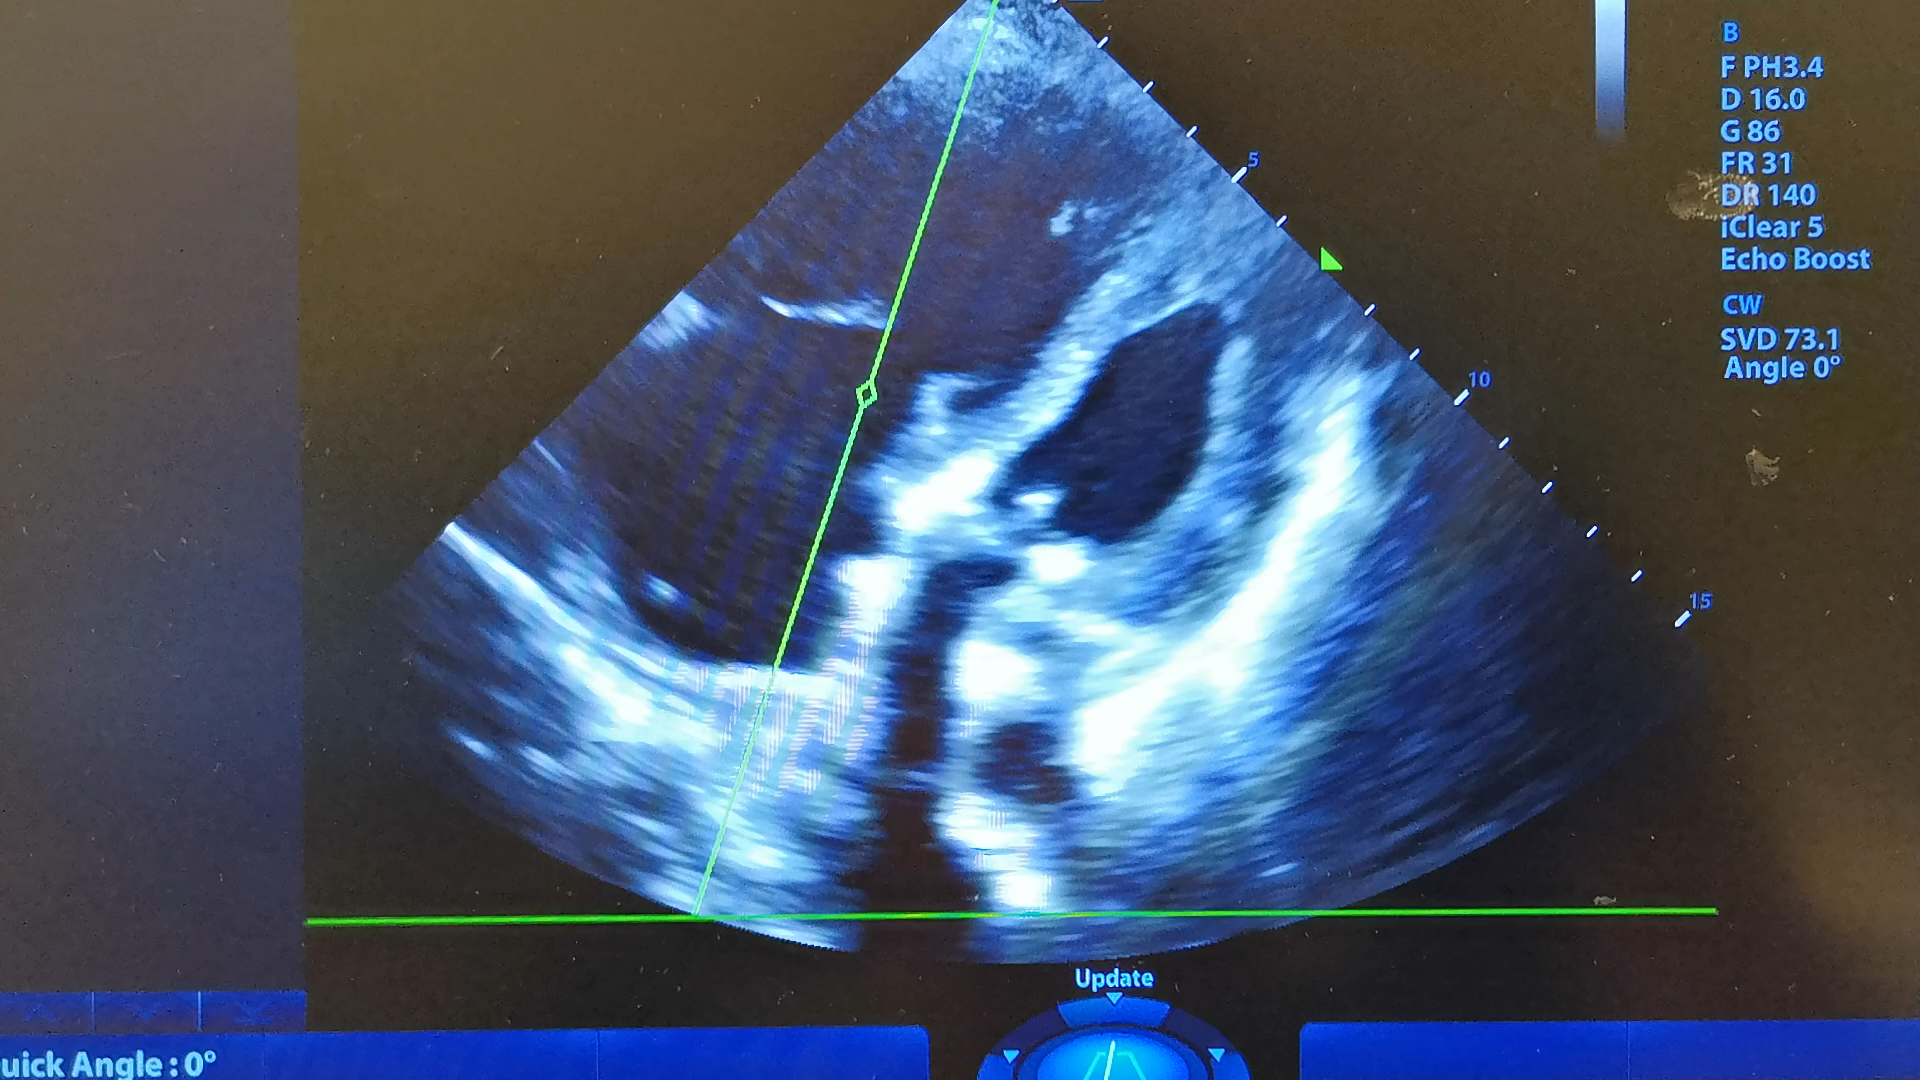 B
F PH3.4
D 16.0
G 86
FR 31
DR 140
iClear 5
Echo Boost
CW
SVD 73.1
Angle 0°
5
10
15
Update
uick Angle : 0°